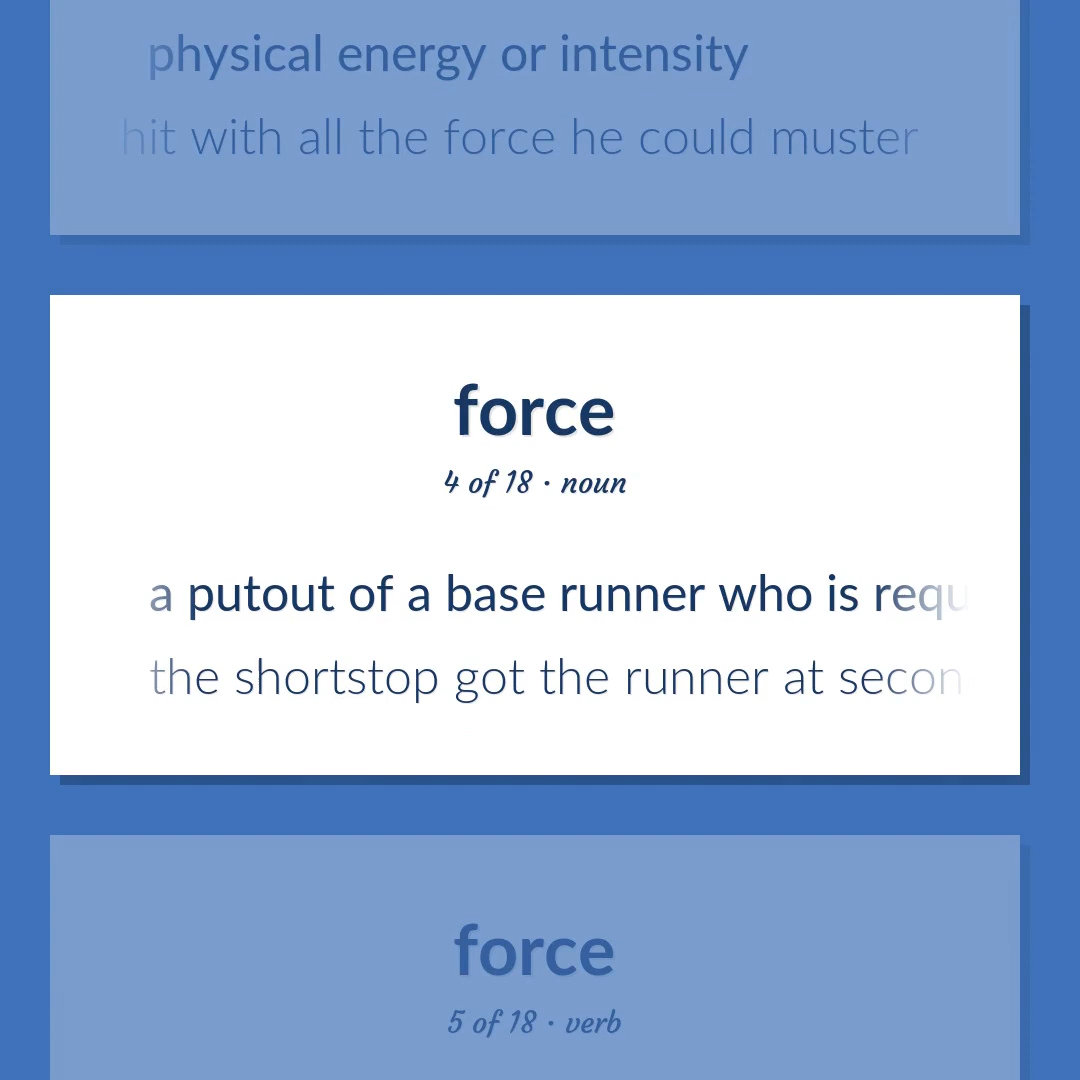 physical energy or intensity
hit with all the force he could muster
force
4 of 18 · noun
a putout of a base runner who is requ
the shortstop got the runner at secon
force
5 of 18 · verb